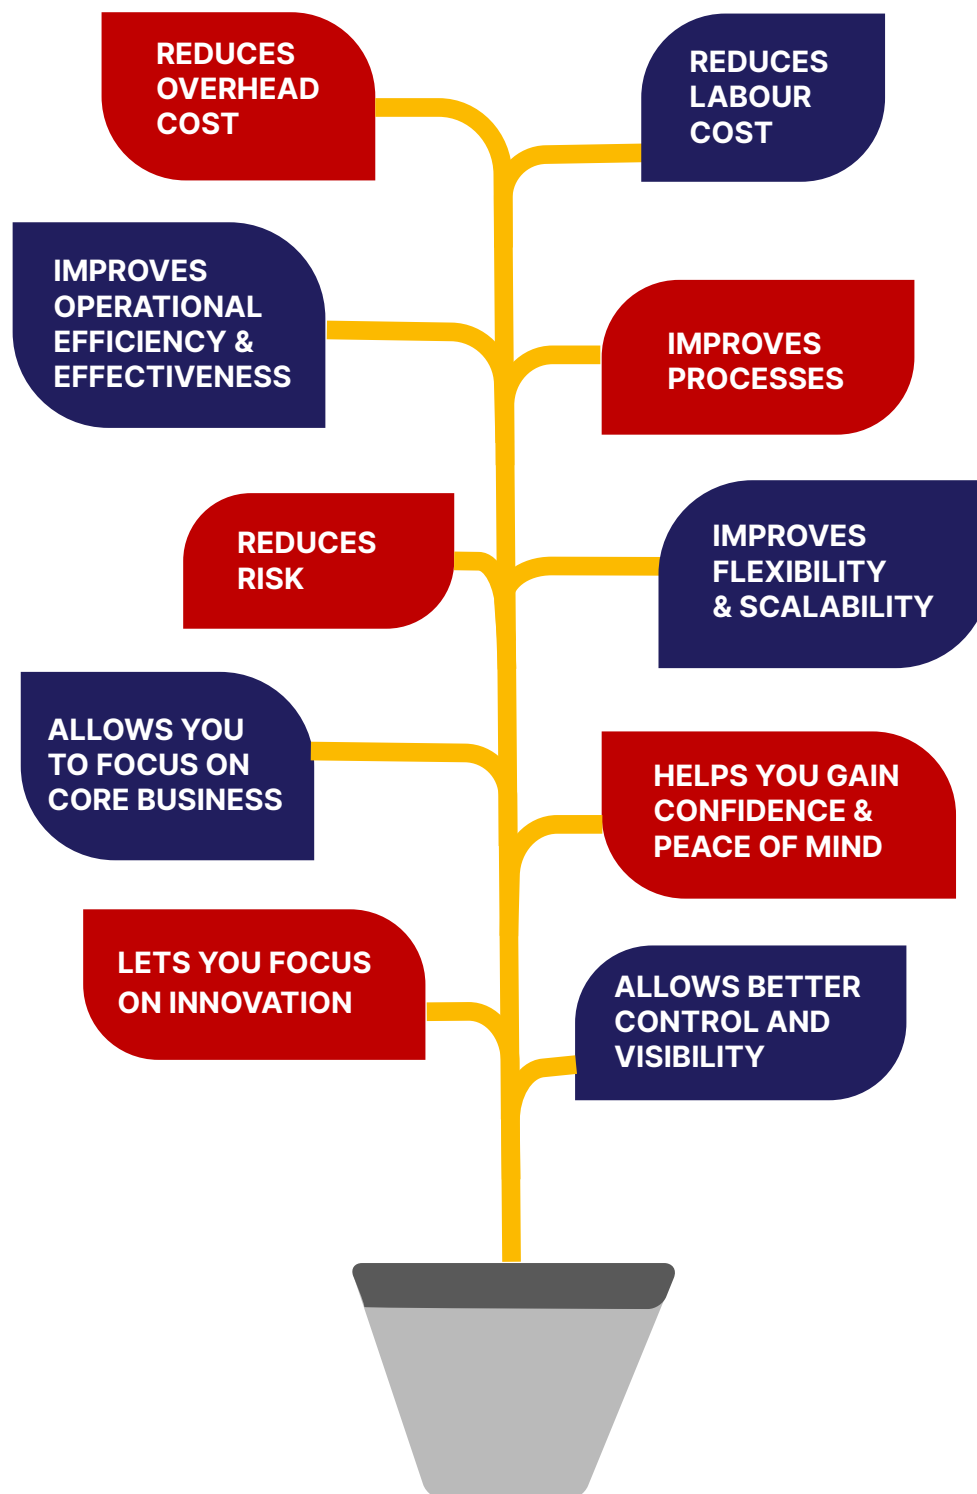 REDUCES
OVERHEAD
COST
REDUCES
LABOUR
COST
IMPROVES
OPERATIONAL
EFFICIENCY &
EFFECTIVENESS
IMPROVES
PROCESSES
REDUCES
RISK
IMPROVES
FLEXIBILITY
& SCALABILITY
ALLOWS YOU
TO FOCUS ON
CORE BUSINESS
HELPS YOU GAIN
CONFIDENCE &
PEACE OF MIND
LETS YOU FOCUS
ON INNOVATION
ALLOWS BETTER
CONTROL AND
VISIBILITY